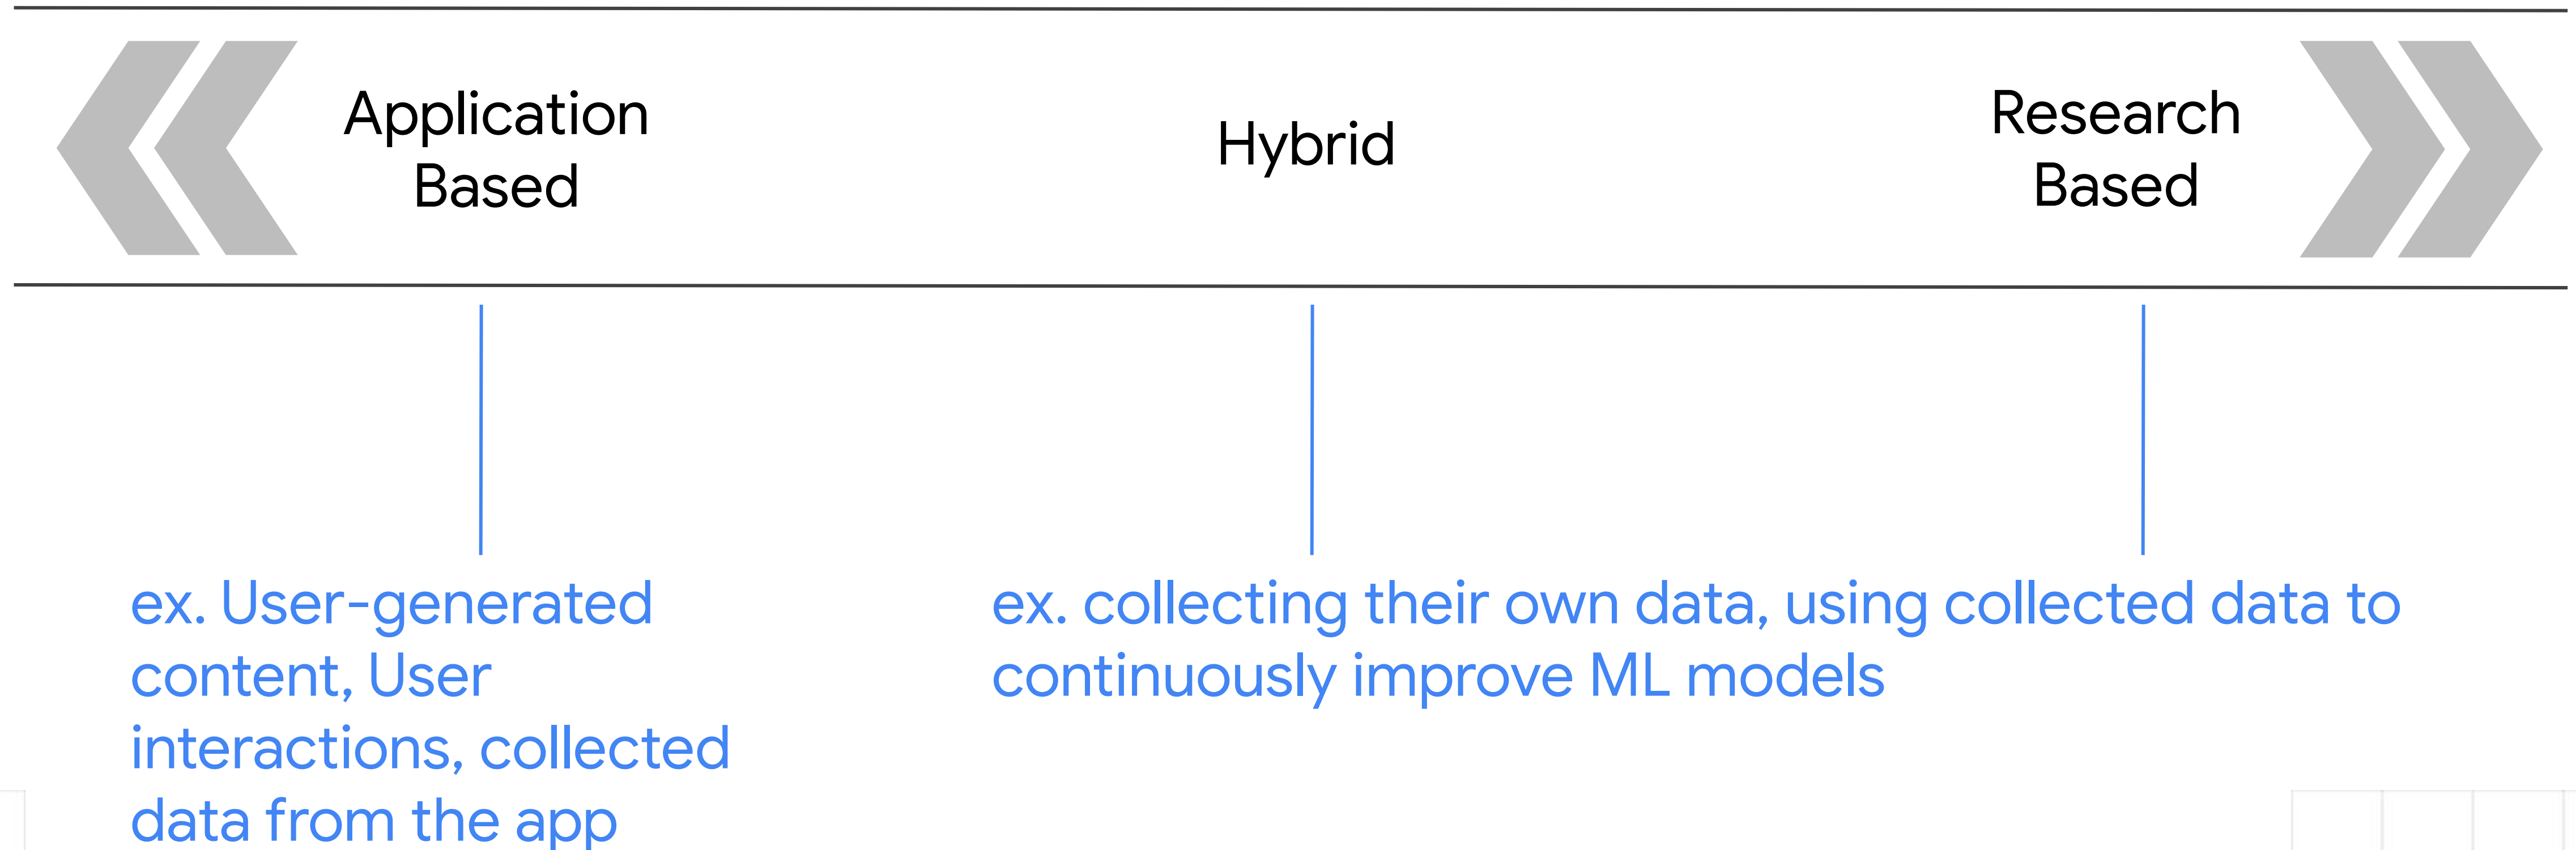 Application
Based
Hybrid
Research
Based
ex. User-generated
content, User
interactions, collected
data from the app
ex. collecting their own data, using collected data to
continuously improve ML models